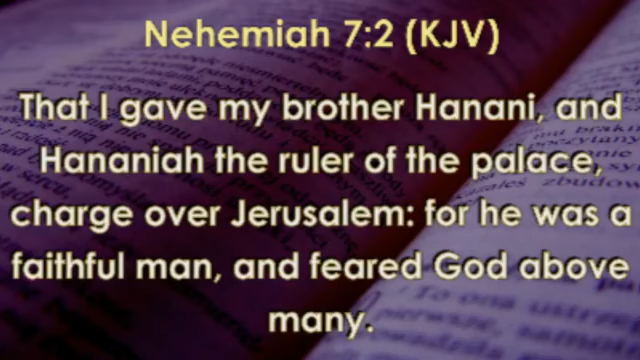 Nehemiah 7:2 (KJV)
That I gave my brother Hanani, and
Hananiah the ruler of the palace,
charge over Jerusalem: for he was a
faithful man, and feared God above
many.